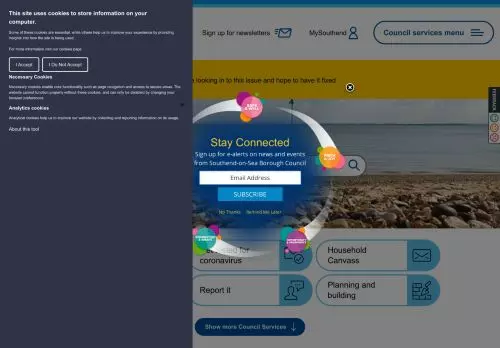 This site uses cookies to store information on your
computer.
Some of these cookies are essential, while others help us to improve your experience by providing
insights into how the site is being used.
For more information visit our cookies page.
I Accept
I Do Not Accept
Necessary Cookies
Necessary cookies enable core functionality such as page navigation and access to secure areas. The
website cannot function properly without these cookies, and can only be disabled by changing your
browser preferences.
Analytics cookies
Analytical cookies help us to improve our website by collecting and reporting information on its usage.
About this tool
Sign up for newsletters
MySouthend
Council services menu
looking in to this issue and hope to have it fixed
FEEDBACK
Stay Connected
Sign up for e-alerts on news and events
from Southend-on-Sea Borough Council
Email Address
SUBSCRIBE
No Thanks
Remind Me Later
for
coronavirus
Household
Canvass
Report it
Planning and
building
Show more Council Services